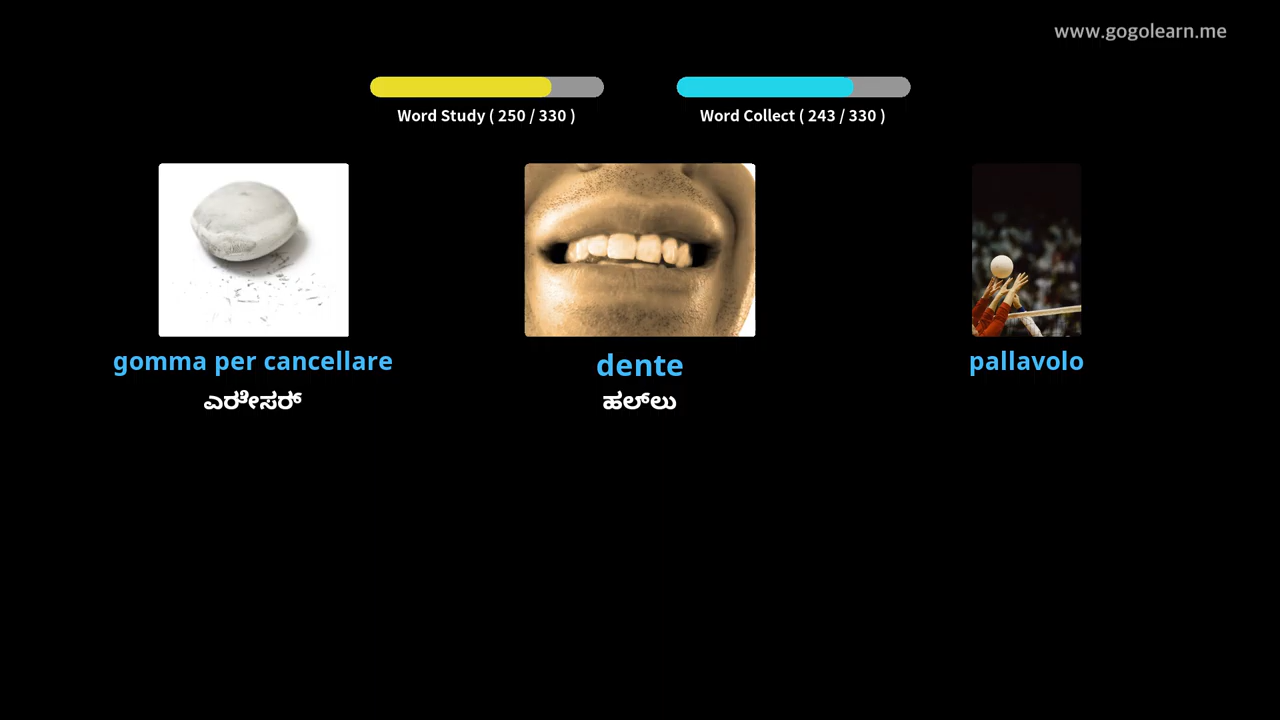 www.gogolearn.me
Word Study ( 250 / 330 )
Word Collect ( 243 / 330 )
gomma per cancellare
dente
pallavolo
ಎರೇಸರ್
ಹಲ್ಲು